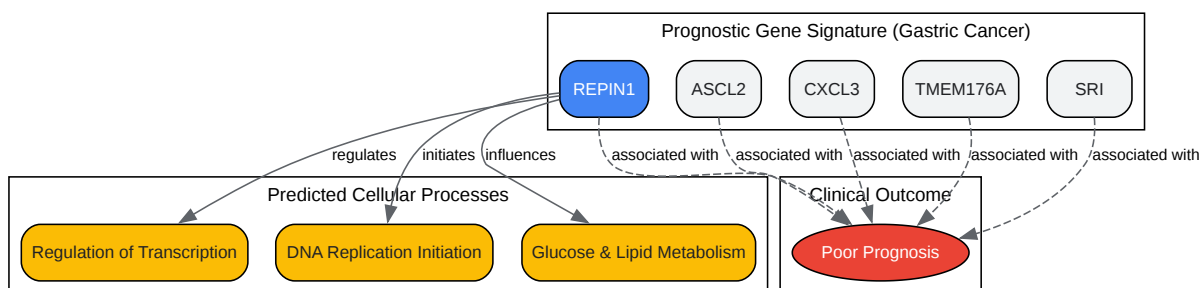 Prognostic Gene Signature (Gastric Cancer)
REPIN1
ASCL2
CXCL3
TMEM176A
SRI
regulates
initiates
influences
associated with
associated with
associated with
associated with
associated with
Predicted Cellular Processes
Clinical Outcome
Regulation of Transcription
DNA Replication Initiation
Glucose & Lipid Metabolism
Poor Prognosis